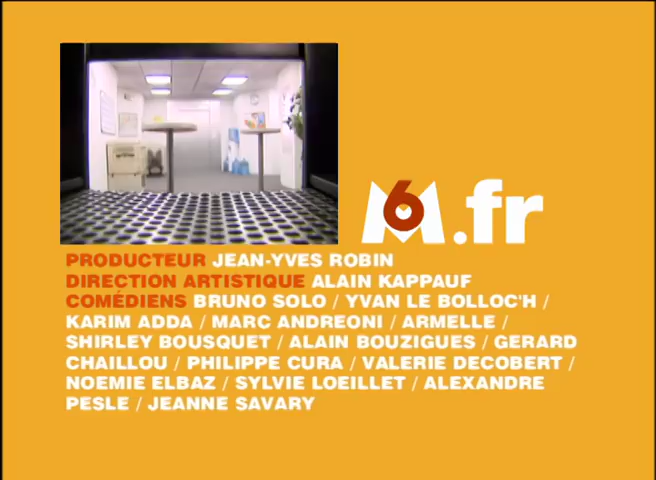 M6.fr
PRODUCTEUR JEAN-YVES ROBIN
DIRECTION ARTISTIQUE ALAIN KAPPAUF
COMÉDIENS BRUNO SOLO / YVAN LE BOLLOC'H /
KARIM ADDA / MARC ANDREONI / ARMELLE /
SHIRLEY BOUSQUET / ALAIN BOUZIGUES / GERARD
CHAILLOU / PHILIPPE CURA / VALERIE DECOBERT /
NOEMIE ELBAZ / SYLVIE LOEILLET / ALEXANDRE
PESLE / JEANNE SAVARY